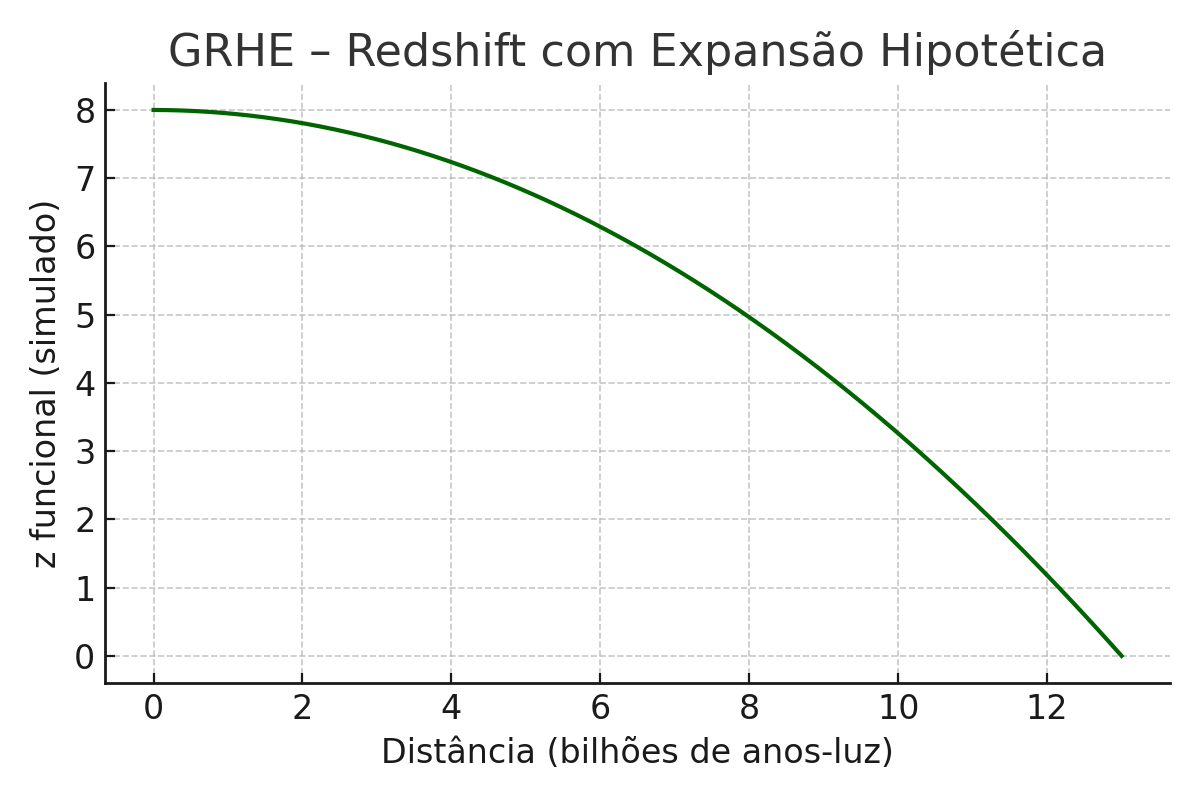 GRHE – Redshift com Expansão Hipotética
8
7
6
5
4
3
2
1
0
z funcional (simulado)
0 2 4 6 8 10 12
Distância (bilhões de anos-luz)